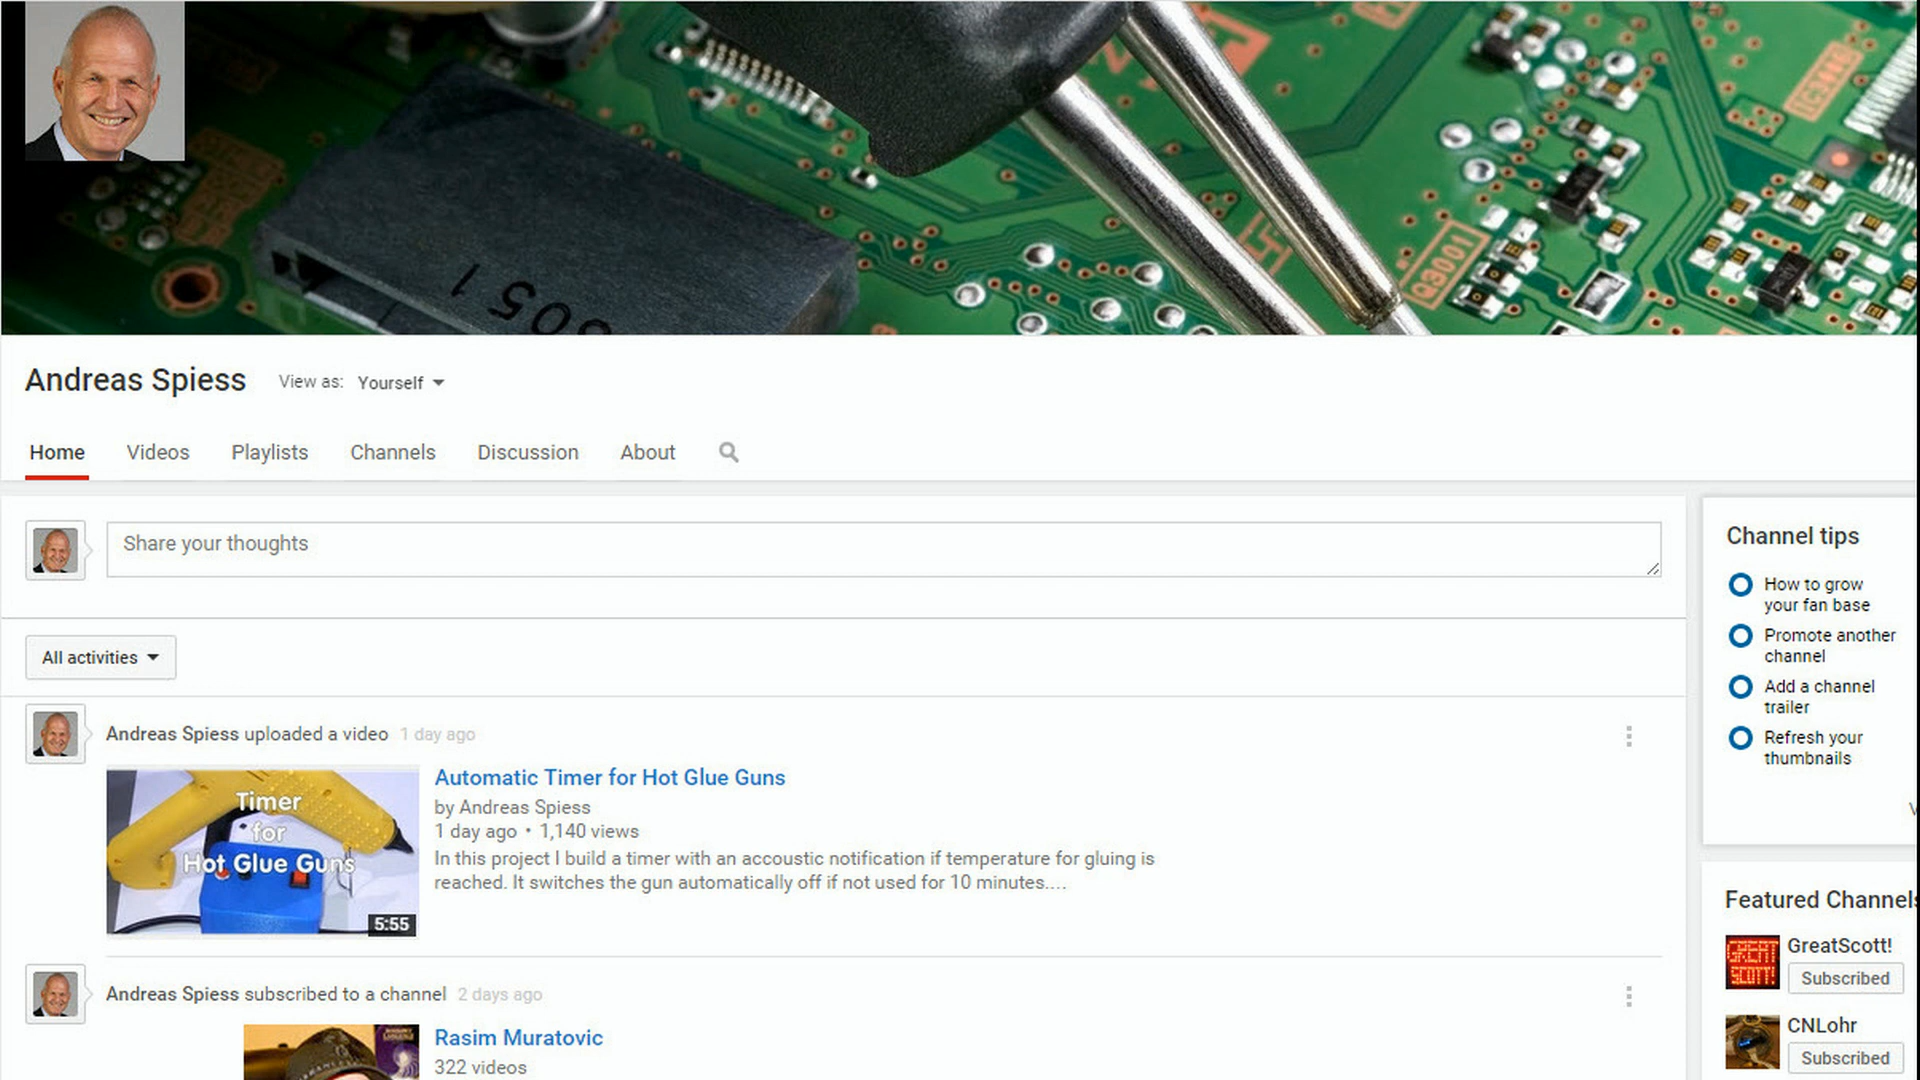 1509
Q3001
Andreas Spiess
View as: Yourself
Home Videos Playlists Channels Discussion About
Share your thoughts
Channel tips
How to grow
your fan base
Promote another
channel
Add a channel
trailer
Refresh your
thumbnails
All activities
Andreas Spiess uploaded a video 1 day ago
Timer
for
Hot Glue Guns
5:55
Automatic Timer for Hot Glue Guns
by Andreas Spiess
1 day ago • 1,140 views
In this project I build a timer with an accoustic notification if temperature for gluing is
reached. It switches the gun automatically off if not used for 10 minutes....
Featured Channels
GREAT
SCOTT!
GreatScott!
Subscribed
CNLohr
Subscribed
Andreas Spiess subscribed to a channel 2 days ago
Rasim Muratovic
322 videos